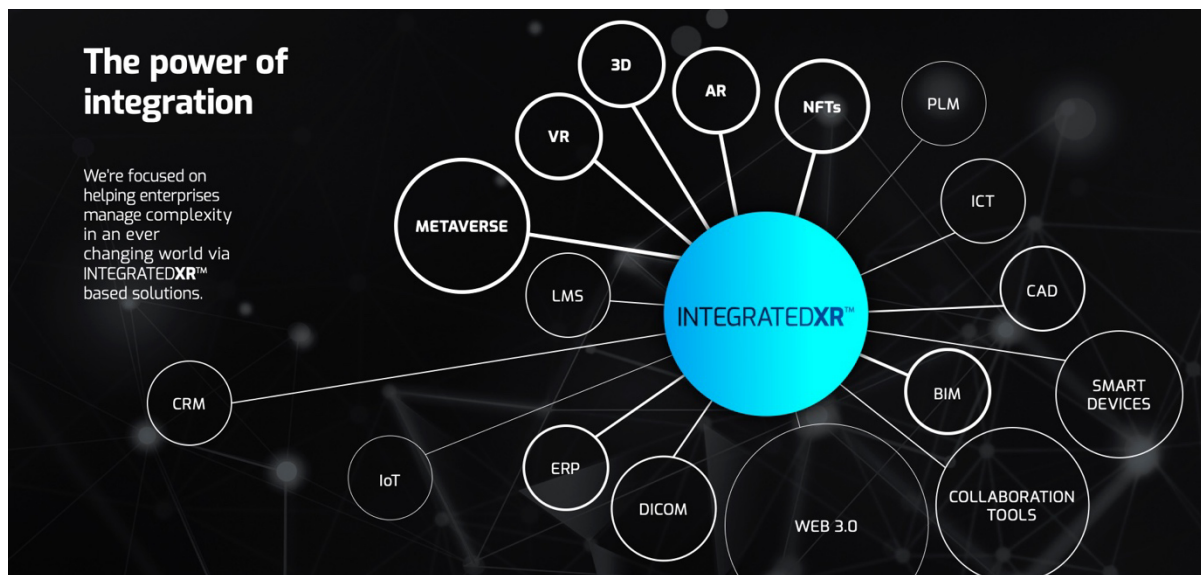 The power of
integration
We're focused on
helping enterprises
manage complexity
in an ever
changing world via
INTEGRATEDXR™
based solutions.
3D
AR
NFTs
PLM
VR
ICT
METAVERSE
LMS
CAD
INTEGRATEDXR™
CRM
BIM
SMART
DEVICES
IoT
ERP
DICOM
WEB 3.0
COLLABORATION
TOOLS